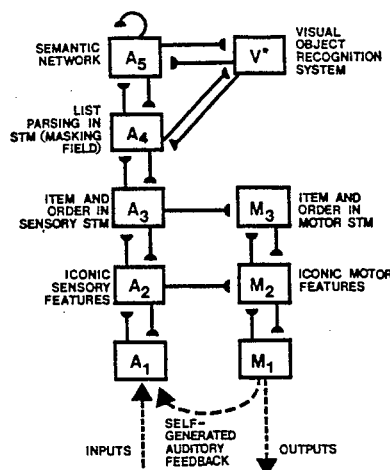 SEMANTIC
NETWORK
A5
V*
VISUAL
OBJECT
RECOGNITION
SYSTEM
LIST
PARSING IN
STM (MASKING
FIELD)
A4
ITEM AND
ORDER IN
SENSORY STM
A3
M3
ITEM AND
ORDER IN
MOTOR STM
ICONIC
SENSORY
FEATURES
A2
M2
ICONIC MOTOR
FEATURES
A1
M1
SELF-
GENERATED
AUDITORY
FEEDBACK
INPUTS
OUTPUTS